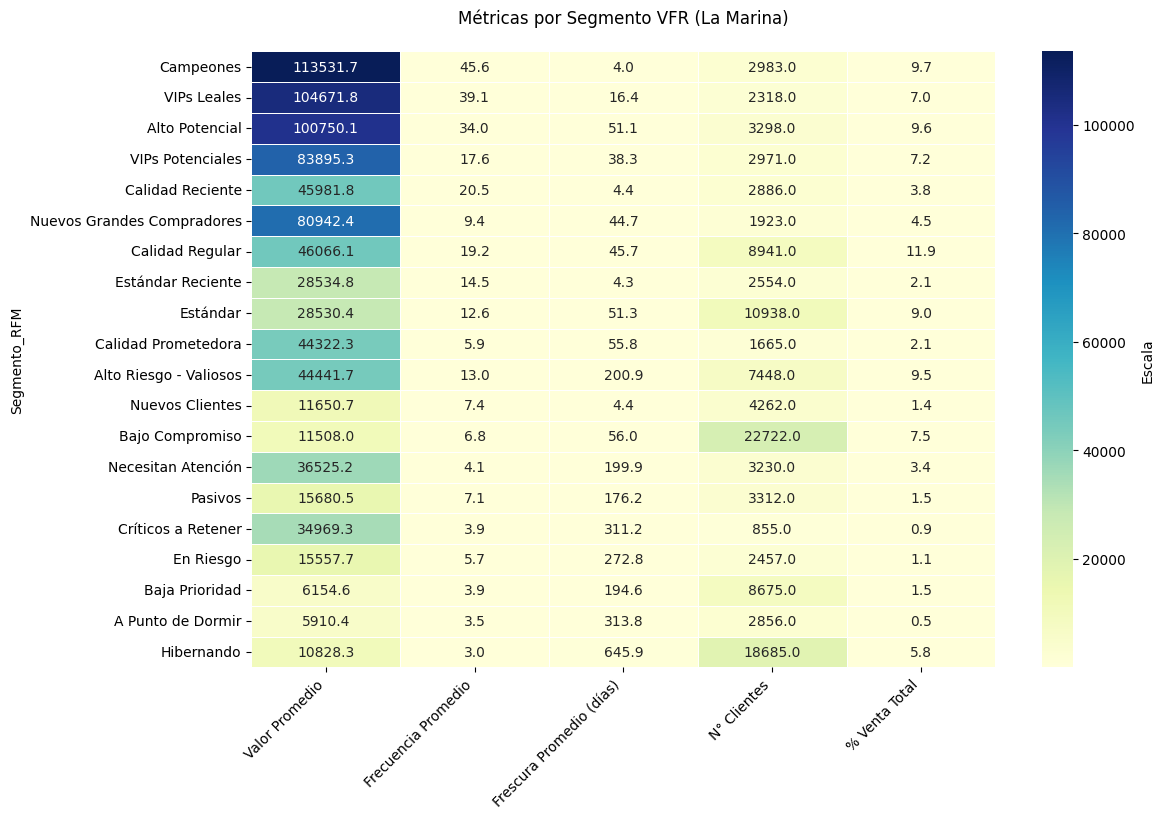 Métricas por Segmento VFR (La Marina)
Segmento_RFM
Campeones 113531.7 45.6 4.0 2983.0 9.7
VIPs Leales 104671.8 39.1 16.4 2318.0 7.0
Alto Potencial 100750.1 34.0 51.1 3298.0 9.6
VIPs Potenciales 83895.3 17.6 38.3 2971.0 7.2
Calidad Reciente 45981.8 20.5 4.4 2886.0 3.8
Nuevos Grandes Compradores 80942.4 9.4 44.7 1923.0 4.5
Calidad Regular 46066.1 19.2 45.7 8941.0 11.9
Estándar Reciente 28534.8 14.5 4.3 2554.0 2.1
Estándar 28530.4 12.6 51.3 10938.0 9.0
Calidad Prometedora 44322.3 5.9 55.8 1665.0 2.1
Alto Riesgo - Valiosos 44441.7 13.0 200.9 7448.0 9.5
Nuevos Clientes 11650.7 7.4 4.4 4262.0 1.4
Bajo Compromiso 11508.0 6.8 56.0 22722.0 7.5
Necesitan Atención 36525.2 4.1 199.9 3230.0 3.4
Pasivos 15680.5 7.1 176.2 3312.0 1.5
Críticos a Retener 34969.3 3.9 311.2 855.0 0.9
En Riesgo 15557.7 5.7 272.8 2457.0 1.1
Baja Prioridad 6154.6 3.9 194.6 8675.0 1.5
A Punto de Dormir 5910.4 3.5 313.8 2856.0 0.5
Hibernando 10828.3 3.0 645.9 18685.0 5.8
Valor Promedio
Frecuencia Promedio
Frescura Promedio (días)
N° Clientes
% Venta Total
100000
80000
60000
40000
20000
Escala